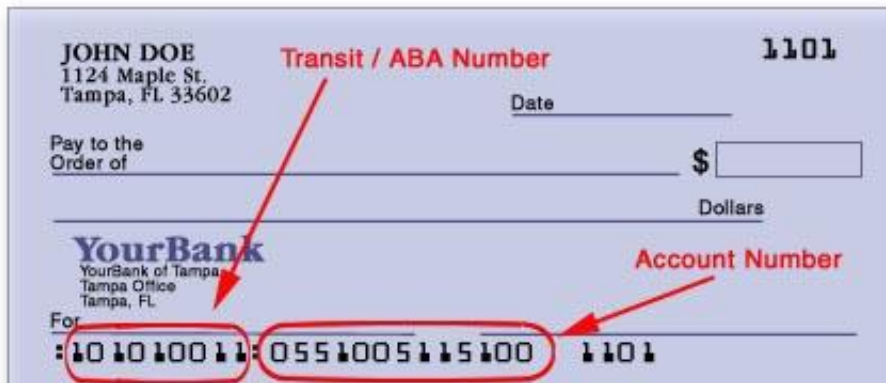 JOHN DOE
1124 Maple St.
Tampa, FL 33602
Transit / ABA Number
1101
Date
Pay to the
Order of
$
Dollars
YourBank
YourBank of Tampa
Tampa Office
Tampa, FL
Account Number
For
⑆101010011⑆0551005115100 1101